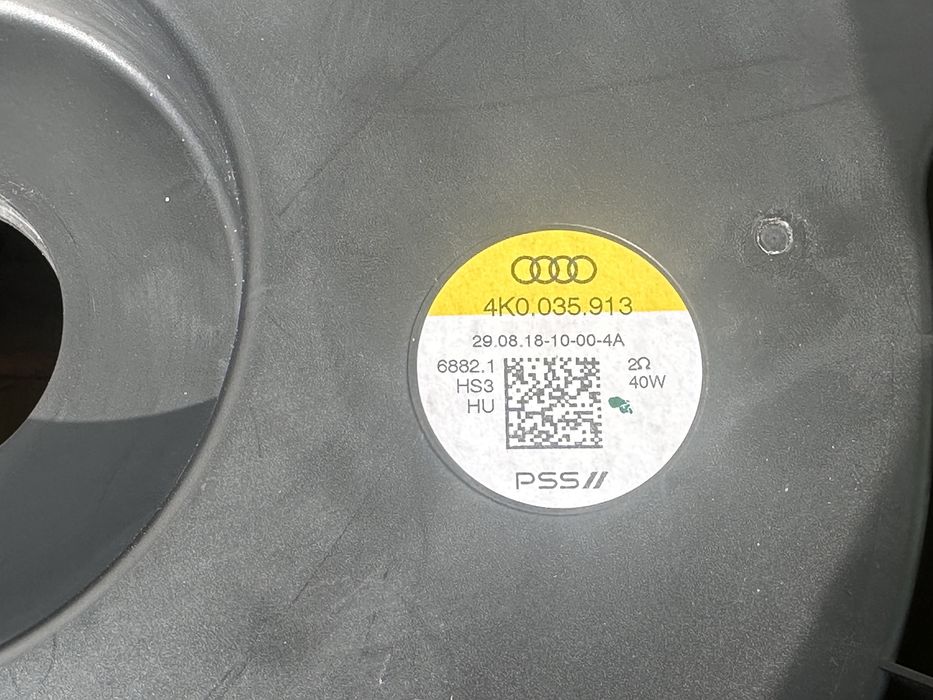 4K0.035.913
29.08.18-10-00-4A
6882.1
HS3
HU
2Ω
40W
PSS//